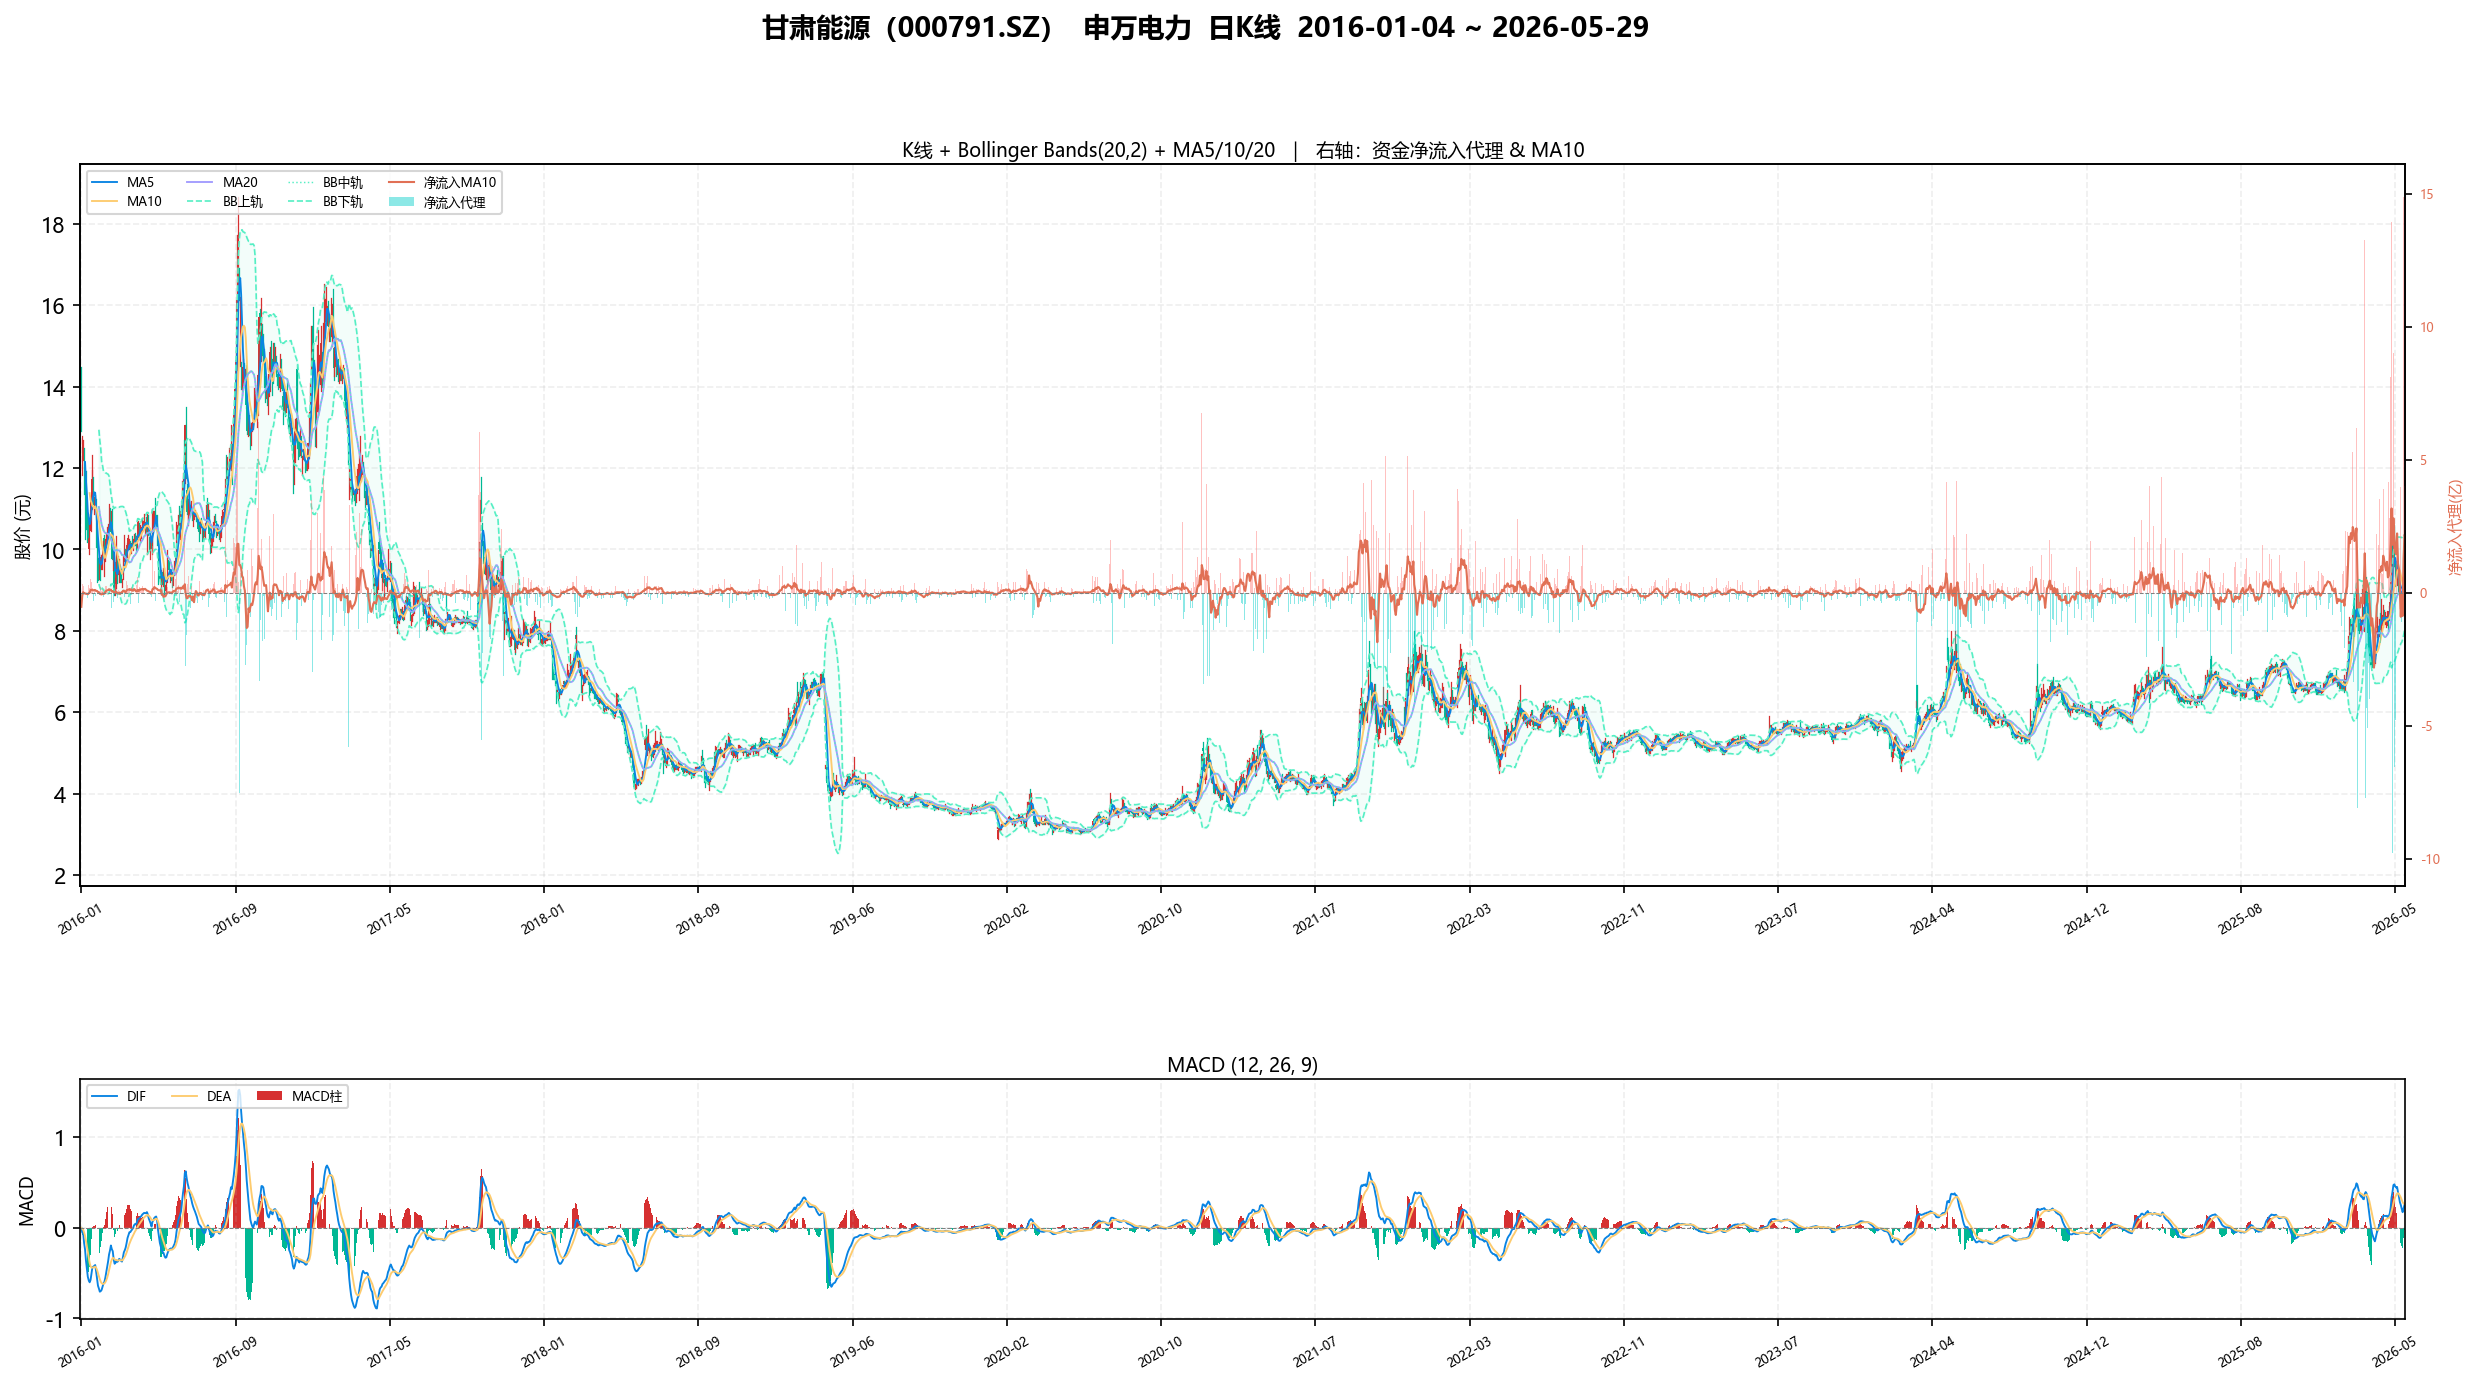 甘肃能源（000791.SZ） 申万电力 日K线 2016-01-04 ~ 2026-05-29
K线 + Bollinger Bands(20,2) + MA5/10/20 | 右轴：资金净流入代理 & MA10
MA5 MA20 BB中轨 净流入MA10
MA10 BB上轨 BB下轨 净流入代理
股价 (元)
18
16
14
12
10
8
6
4
2
15
10
5
0
-5
-10
净流入代理(亿)
2016-01 2016-09 2017-05 2018-01 2018-09 2019-06 2020-02 2020-10 2021-07 2022-03 2022-11 2023-07 2024-04 2024-12 2025-08 2026-05
MACD (12, 26, 9)
DIF DEA MACD柱
MACD
1
0
-1
2016-01 2016-09 2017-05 2018-01 2018-09 2019-06 2020-02 2020-10 2021-07 2022-03 2022-11 2023-07 2024-04 2024-12 2025-08 2026-05